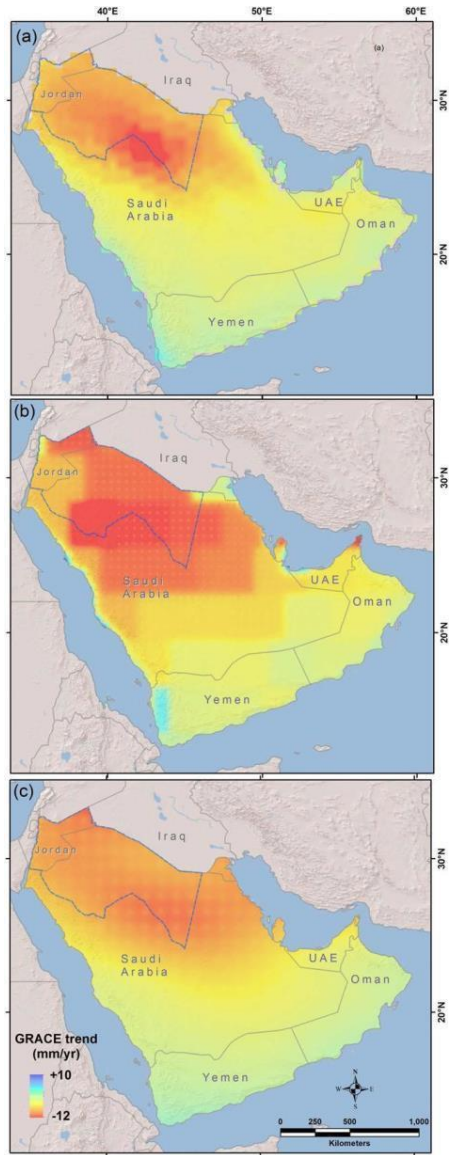 40°E
50°E
60°E
(a)
(a)
Iraq
Jordan
30°N
Saudi
Arabia
UAE
Oman
20°N
Yemen
(b)
Iraq
Jordan
30°N
Saudi
Arabia
UAE
Oman
20°N
Yemen
(c)
Iraq
Jordan
30°N
Saudi
Arabia
UAE
Oman
20°N
GRACE trend
(mm/yr)
+10
-12
Yemen
N
W E
S
0 250 500 1,000
Kilometers